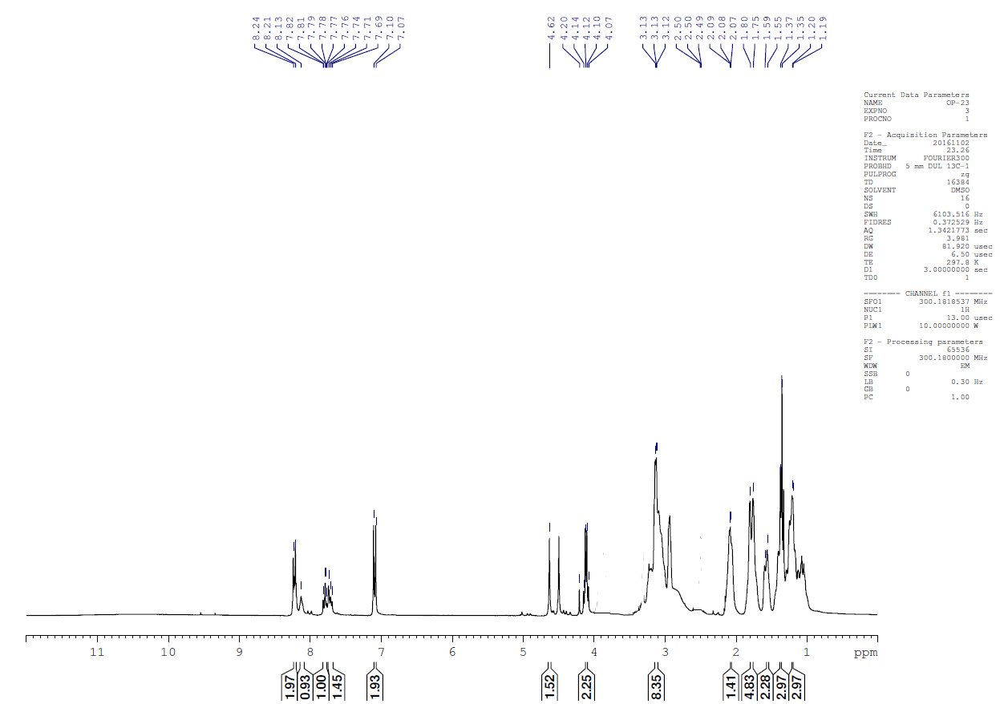 8.24
8.21
8.13
7.82
7.81
7.79
7.78
7.77
7.76
7.74
7.71
7.69
7.10
7.07
4.62
4.20
4.14
4.12
4.10
4.07
3.13
3.13
3.12
2.50
2.50
2.49
2.09
2.08
2.07
1.80
1.75
1.59
1.55
1.37
1.35
1.20
1.19
Current Data Parameters
NAME OP-23
EXPNO 3
PROCNO 1
F2 - Acquisition Parameters
Date_ 20161102
Time 23.26
INSTRUM FOURIER300
PROBHD 5 mm DUL 13C-1
PULPROG zg
TD 16384
SOLVENT DMSO
NS 16
DS 0
SWH 6103.516 Hz
FIDRES 0.372529 Hz
AQ 1.3421773 sec
RG 3.981
DW 81.920 usec
DE 6.50 usec
TE 297.8 K
D1 3.00000000 sec
TD0 1
======== CHANNEL f1 ========
SFO1 300.1818537 MHz
NUC1 1H
P1 13.00 usec
PLW1 10.00000000 W
F2 - Processing parameters
SI 65536
SF 300.1800000 MHz
WDW EM
SSB 0
LB 0.30 Hz
GB 0
PC 1.00
11 10 9 8 7 6 5 4 3 2 1 ppm
1.97
0.93
1.00
1.45
1.93
1.52
2.25
8.35
1.41
4.83
2.28
2.97
2.97